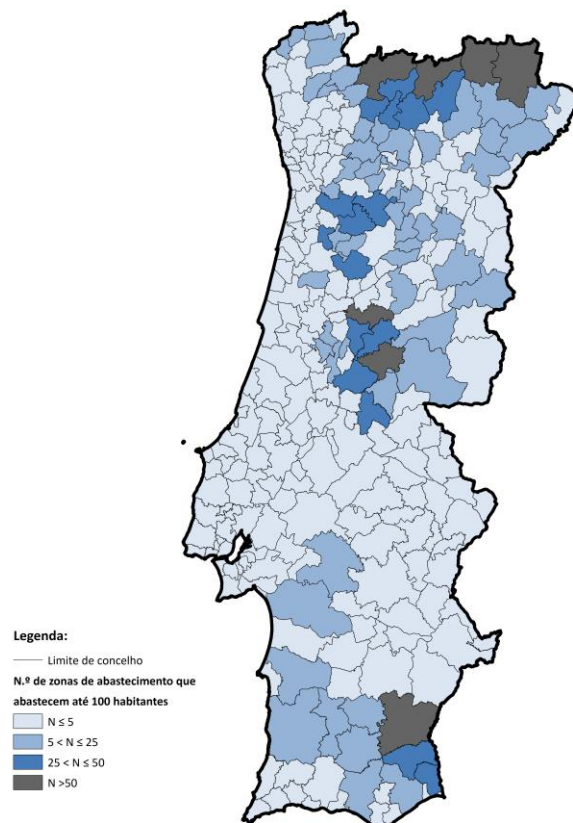 Legenda:
Limite de concelho
N.º de zonas de abastecimento que
abastecem até 100 habitantes
N ≤ 5
5 < N ≤ 25
25 < N ≤ 50
N >50